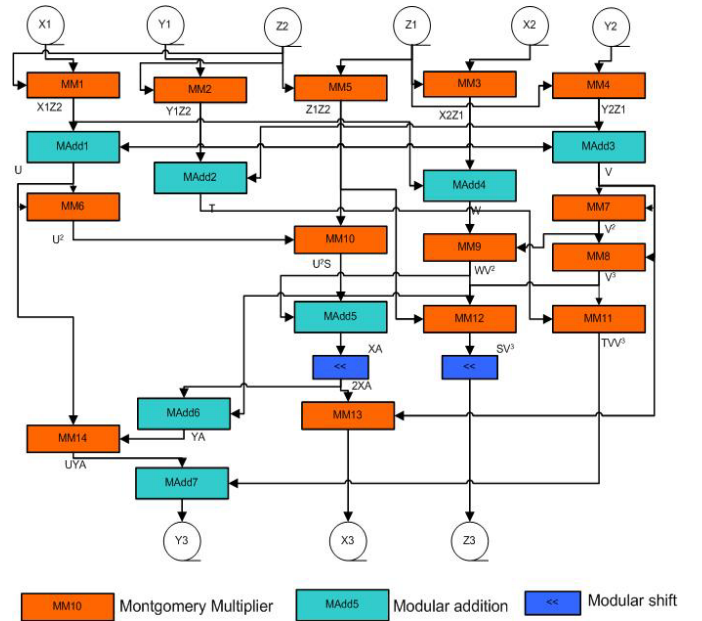 X1 Y1 Z2 Z1 X2 Y2
MM1 MM2 MM5 MM3 MM4
X1Z2 Y1Z2 Z1Z2 X2Z1 Y2Z1
MAdd1 MAdd3
U MAdd2 MAdd4 V
MM6 T W MM7
U² V²
MM10 MM9 MM8
U²S WV² V³
MAdd5 MM12 MM11
XA SV³ TVV³
<< <<
2XA
MAdd6 MM13
YA
MM14
UYA
MAdd7
Y3 X3 Z3
MM10 Montgomery Multiplier MAdd5 Modular addition << Modular shift